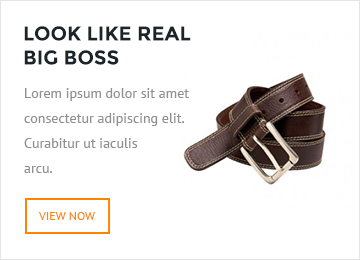 LOOK LIKE REAL
BIG BOSS
Lorem ipsum dolor sit amet
consectetur adipiscing elit.
Curabitur ut iaculis
arcu.
VIEW NOW